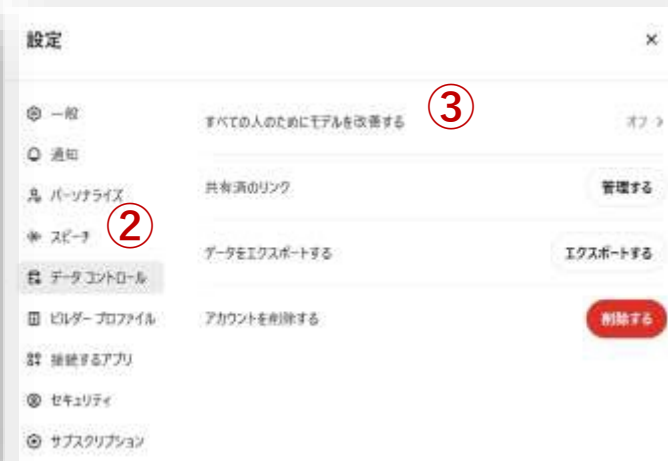 設定
×
一般
通知
パーソナライズ
スピーチ
②
データ コントロール
ビルダー プロファイル
接続するアプリ
セキュリティ
サブスクリプション
すべての人のためにモデルを改善する
③
オフ >
共有済のリンク
管理する
データをエクスポートする
エクスポートする
アカウントを削除する
削除する